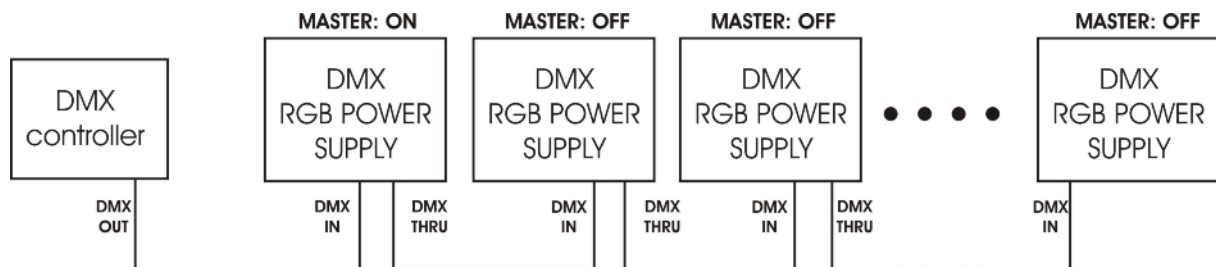 MASTER: ON
MASTER: OFF
MASTER: OFF
MASTER: OFF
DMX
controller
DMX
RGB POWER
SUPPLY
DMX
RGB POWER
SUPPLY
DMX
RGB POWER
SUPPLY
DMX
RGB POWER
SUPPLY
DMX
OUT
DMX
IN
DMX
THRU
DMX
IN
DMX
THRU
DMX
IN
DMX
THRU
DMX
IN